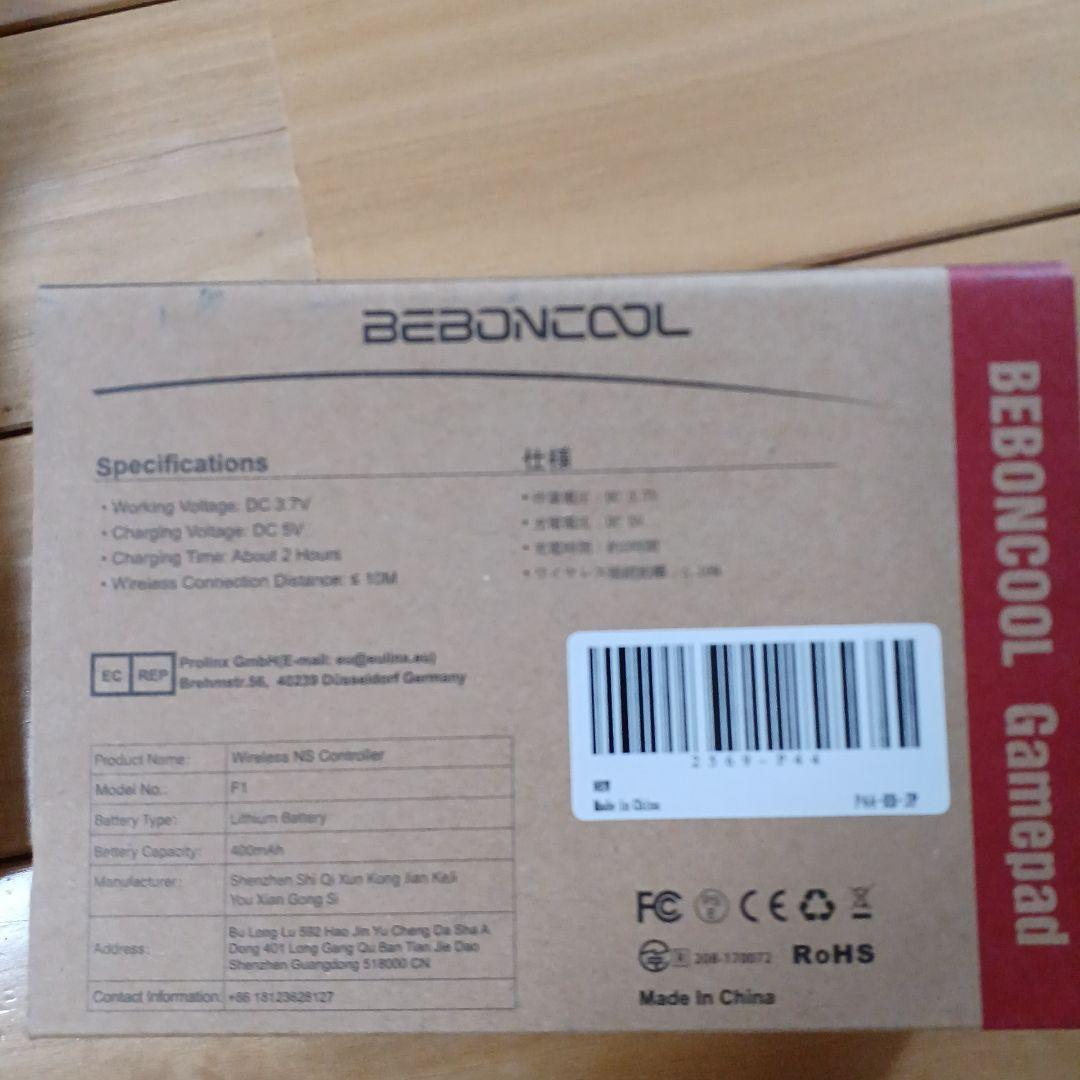 BEBONCOOL
Specifications
• Working Voltage: DC 3.7V
• Charging Voltage: DC 5V
• Charging Time: About 2 Hours
• Wireless Connection Distance: ≤ 10M
仕様
EC REP
Prolinx GmbH(E-mail: eu@eulinx.eu)
Brehmstr.56, 40239 Düsseldorf Germany
Product Name: Wireless NS Controller
Model No.: F1
Battery Type: Lithium Battery
Battery Capacity: 400mAh
Manufacturer: Shenzhen Shi Qi Xun Kong Jian KeJi
You Xian Gong Si
Address: Bu Long Lu 592 Hao Jin Yu Cheng Da Sha A
Dong 401 Long Gang Qu Ban Tian Jie Dao
Shenzhen Guangdong 518000 CN
Contact Information: +86 18123828127
Made In China
FC CE
RoHS
Made In China
BEBONCOOL Gamepad